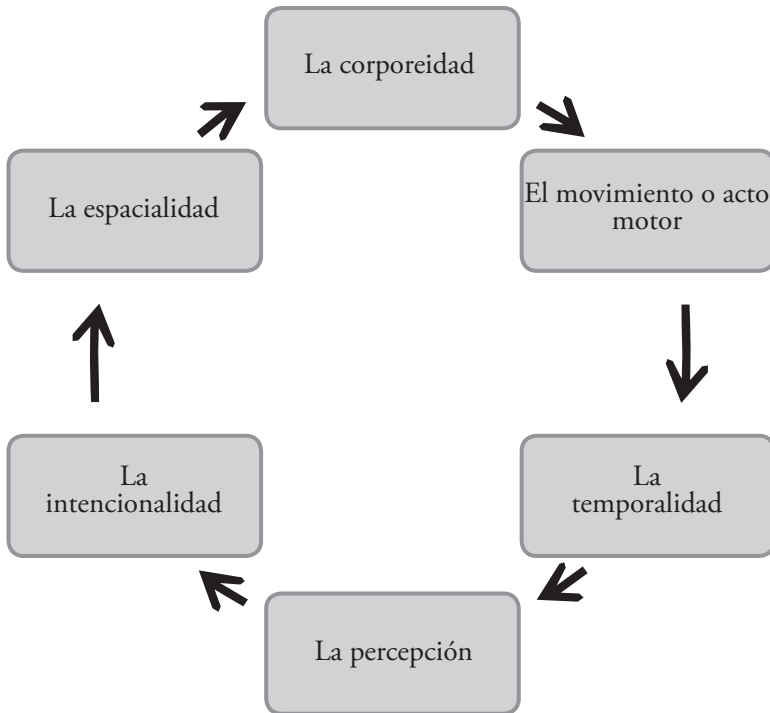 La corporeidad
El movimiento o acto
motor
La
temporalidad
La percepción
La
intencionalidad
La espacialidad